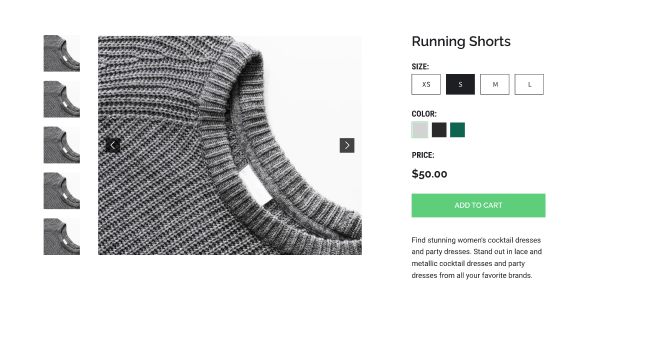 Running Shorts
SIZE:
XS S M L
COLOR:
PRICE:
$50.00
ADD TO CART
Find stunning women's cocktail dresses
and party dresses. Stand out in lace and
metallic cocktail dresses and party
dresses from all your favorite brands.